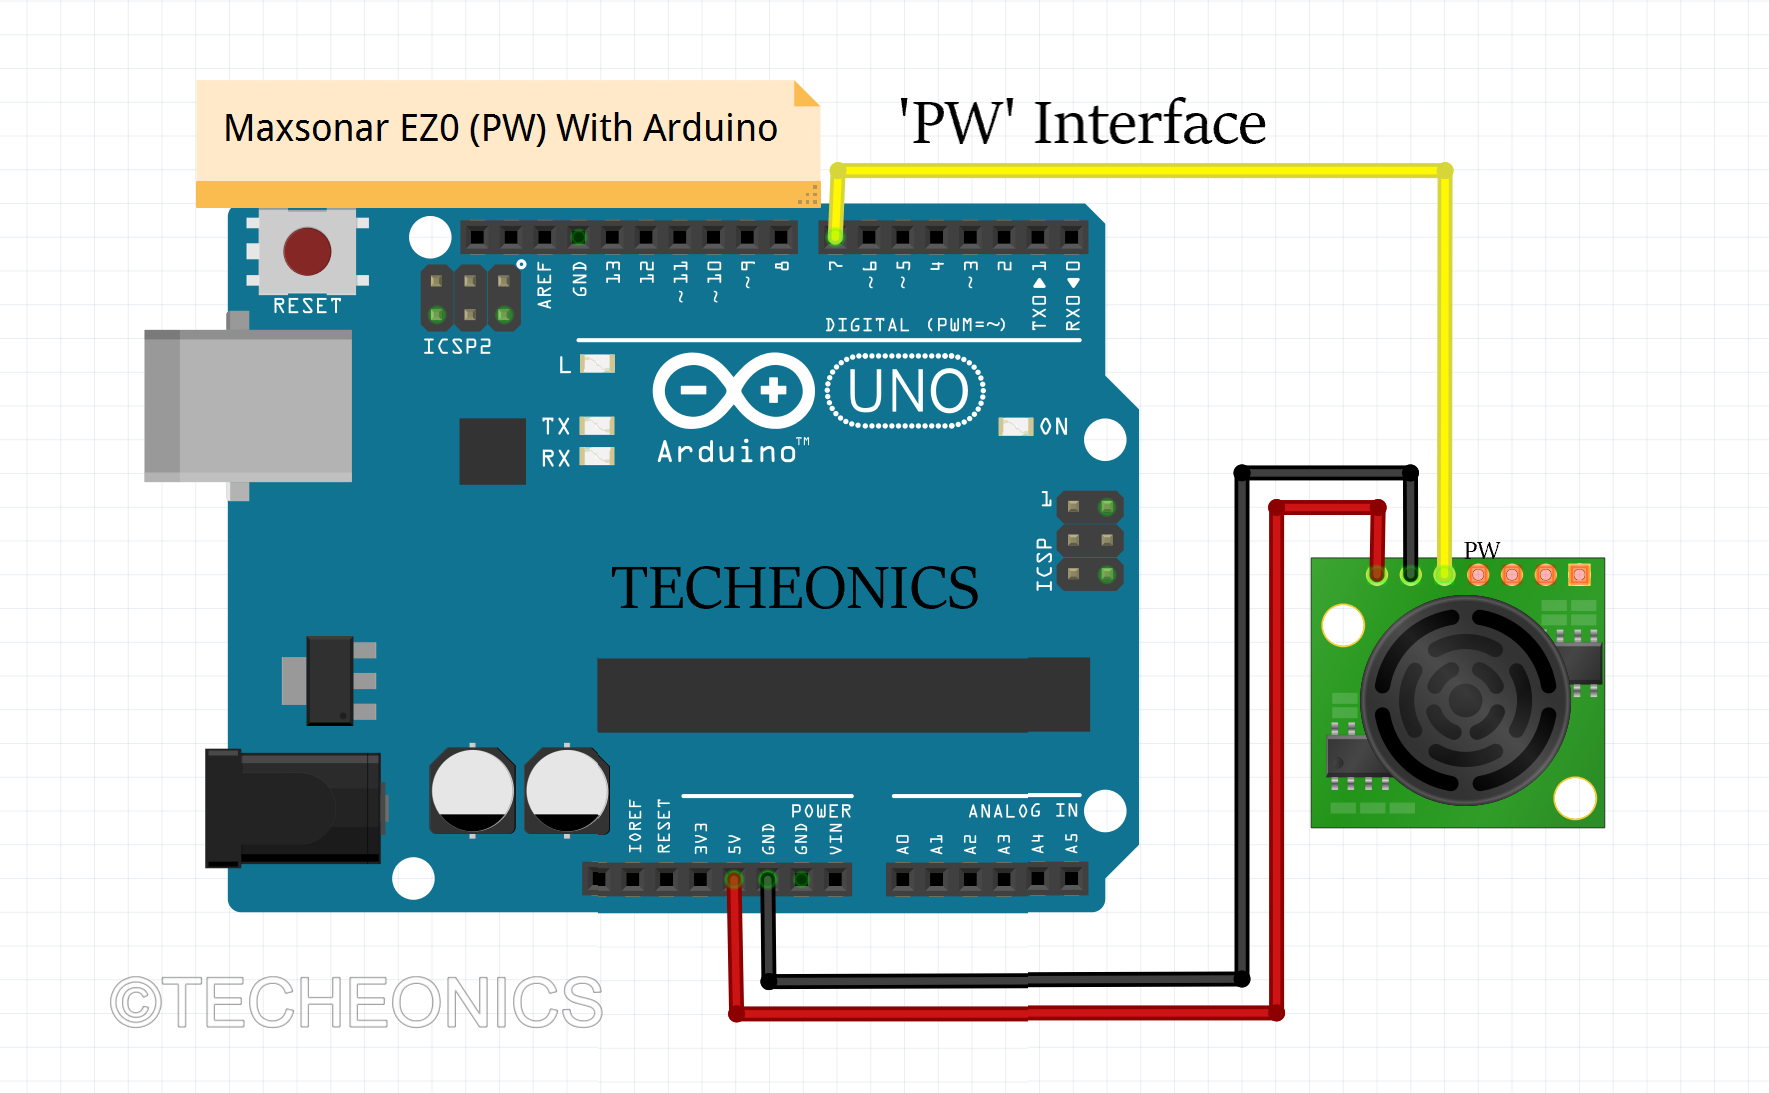 Maxsonar EZ0 (PW) With Arduino
'PW' Interface
RESET
AREF
GND
13
12
~11
~10
~9
8
7
~6
~5
4
~3
2
TX0▶1
RX0◀0
DIGITAL (PWM=~)
ICSP2
L
TX
RX
Arduino™
UNO
ON
1
ICSP
PW
TECHEONICS
POWER
ANALOG IN
IOREF
RESET
3V3
5V
GND
GND
VIN
A0
A1
A2
A3
A4
A5
©TECHEONICS